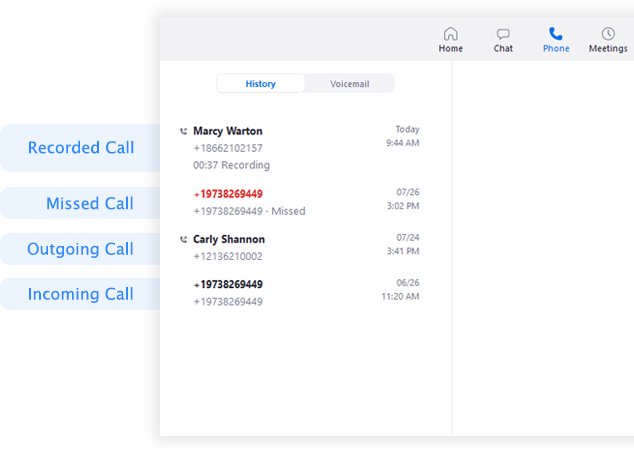 Home
Chat
Phone
Meetings
History
Voicemail
Recorded Call
Marcy Warton
Today
+18662102157
9:44 AM
00:37 Recording
Missed Call
+19738269449
07/26
+19738269449 - Missed
3:02 PM
Outgoing Call
Carly Shannon
07/24
+12136210002
3:41 PM
Incoming Call
+19738269449
06/26
+19738269449
11:20 AM